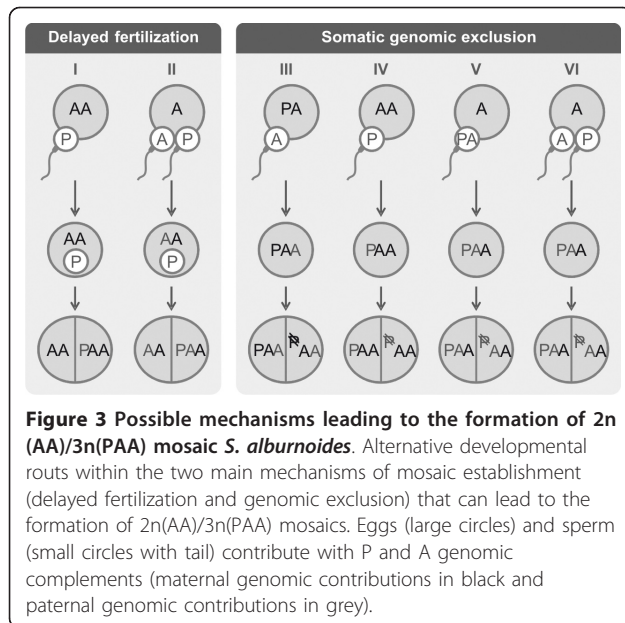 Delayed fertilization Somatic genomic exclusion
I II III IV V VI
AA A PA AA A A
P A P A P PA A P
AA AA PAA PAA PAA PAA
P P
AA PAA AA PAA PAA P AA PAA P AA PAA P AA PAA P AA
Figure 3 Possible mechanisms leading to the formation of 2n
(AA)/3n(PAA) mosaic S. alburnoides. Alternative developmental
routs within the two main mechanisms of mosaic establishment
(delayed fertilization and genomic exclusion) that can lead to the
formation of 2n(AA)/3n(PAA) mosaics. Eggs (large circles) and sperm
(small circles with tail) contribute with P and A genomic
complements (maternal genomic contributions in black and
paternal genomic contributions in grey).